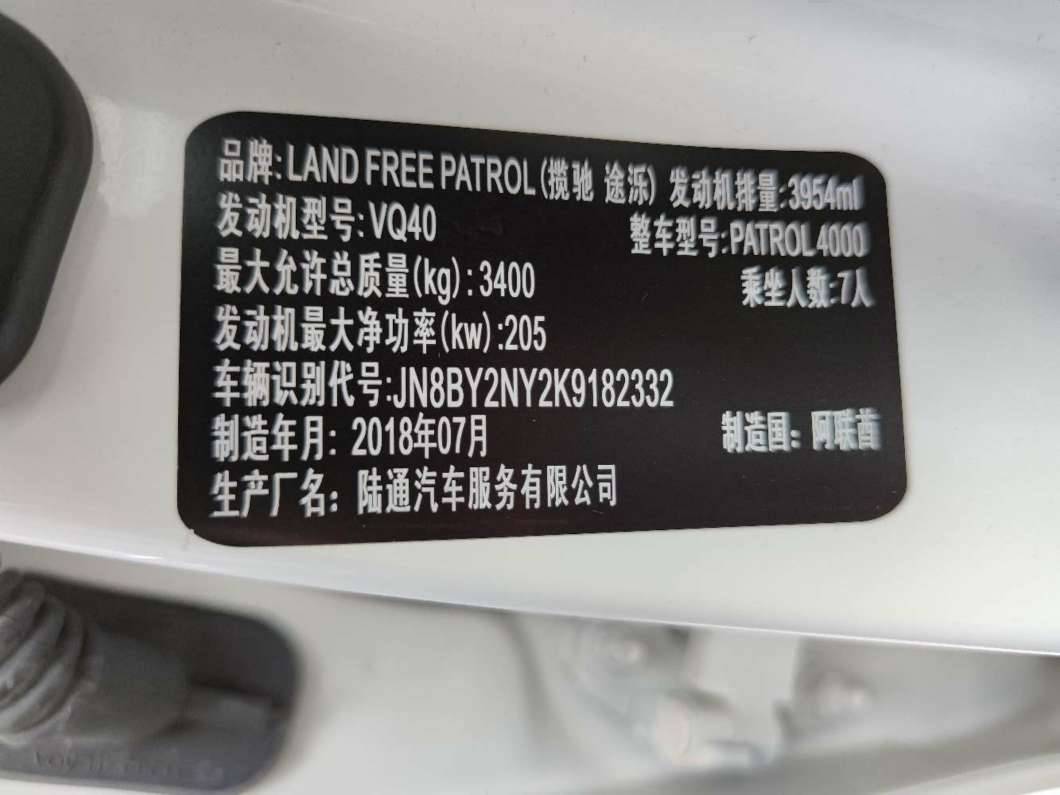 品牌:LAND FREE PATROL(揽驰 途泺) 发动机排量:3954ml
发动机型号:VQ40 整车型号:PATROL 4000
最大允许总质量(kg):3400 乘坐人数:7人
发动机最大净功率(kw):205
车辆识别代号:JN8BY2NY2K9182332
制造年月: 2018年07月 制造国: 阿联酋
生产厂名: 陆通汽车服务有限公司